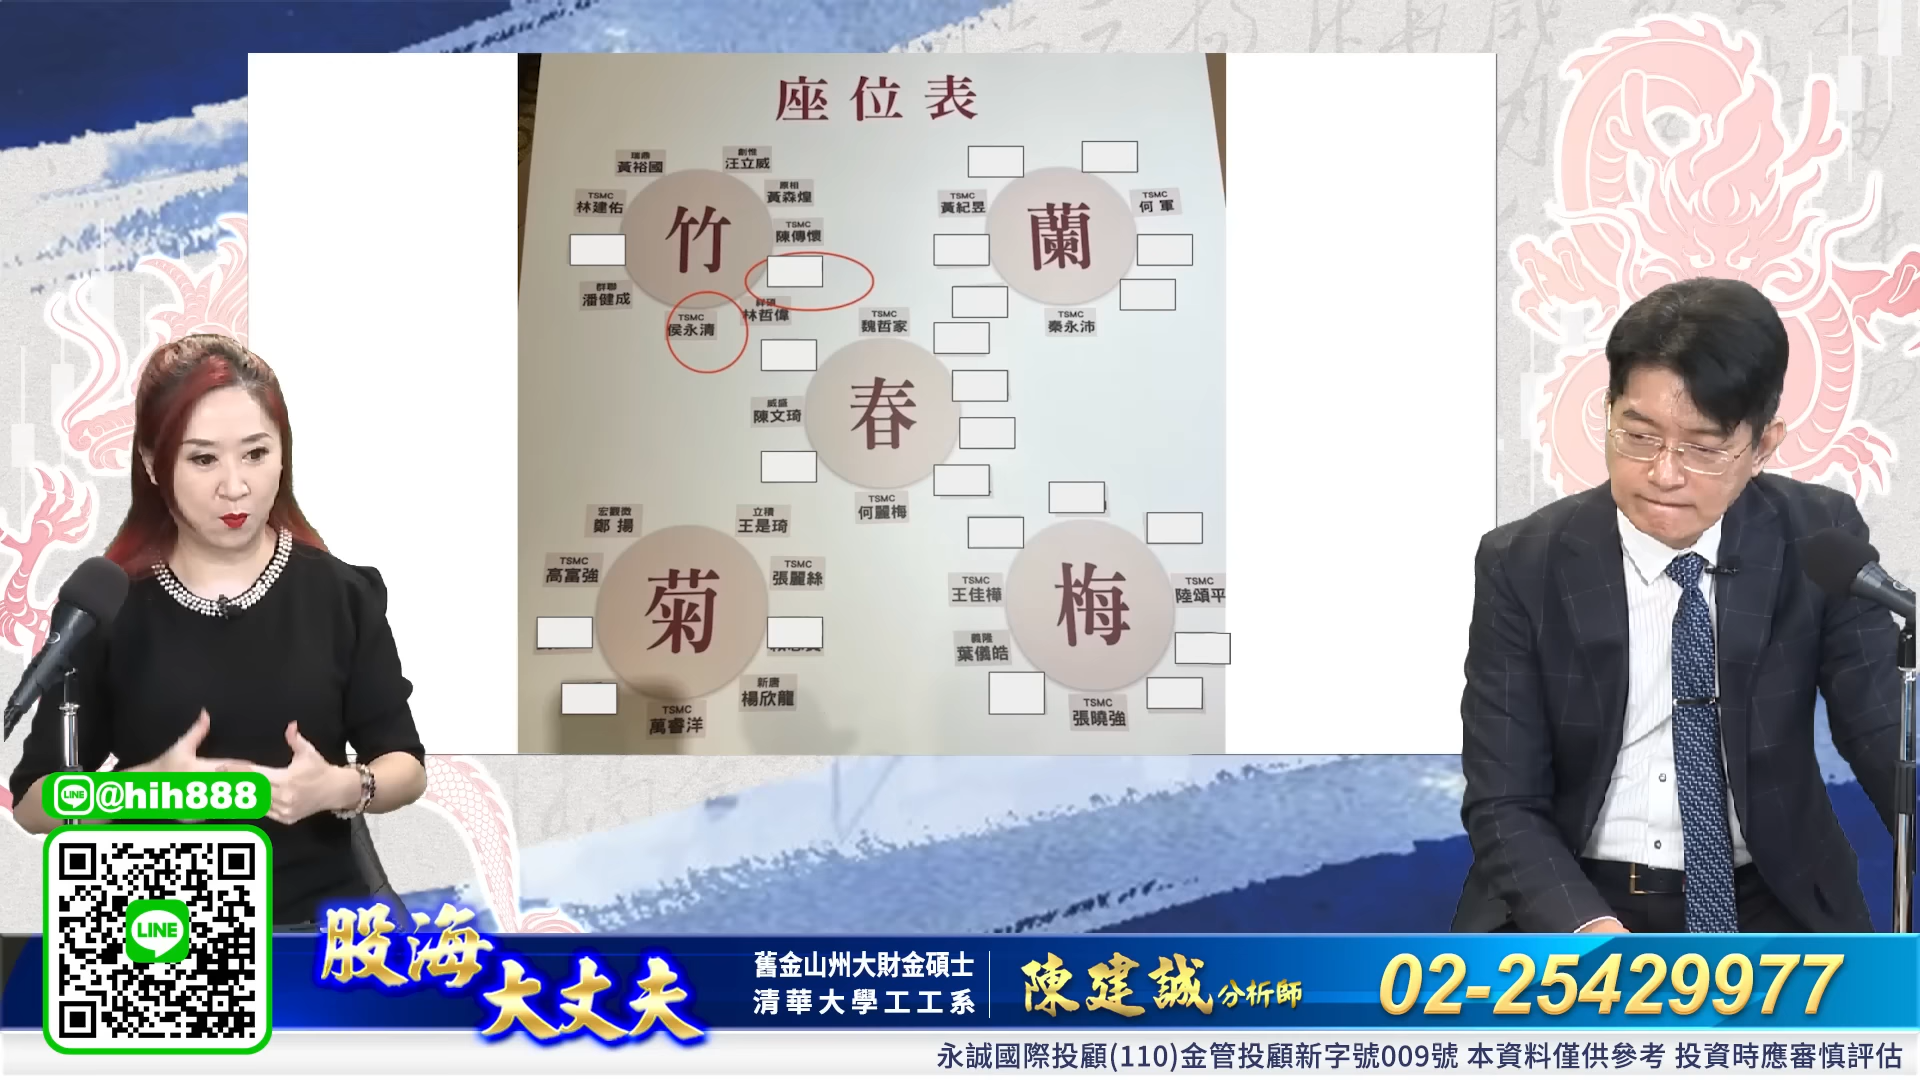 座位表
瑞鼎
黃裕國
創惟
汪立威
TSMC
林建佑
原相
黃森煌
TSMC
陳傳懷
竹
群聯
潘健成
TSMC
侯永清
祥碩
林哲偉
TSMC
黃紀昱
TSMC
何軍
蘭
TSMC
秦永沛
TSMC
魏哲家
威盛
陳文琦
春
TSMC
何麗梅
宏觀微
鄭揚
立積
王是琦
TSMC
高富強
TSMC
張麗絲
菊
新唐
楊欣龍
TSMC
萬睿洋
TSMC
王佳樺
TSMC
陸頌平
梅
義隆
葉儀皓
TSMC
張曉強
LINE @hih888
LINE
股海
大丈夫
舊金山州大財金碩士
清華大學工工系
陳建誠分析師
02-25429977
永誠國際投顧(110)金管投顧新字號009號 本資料僅供參考 投資時應審慎評估